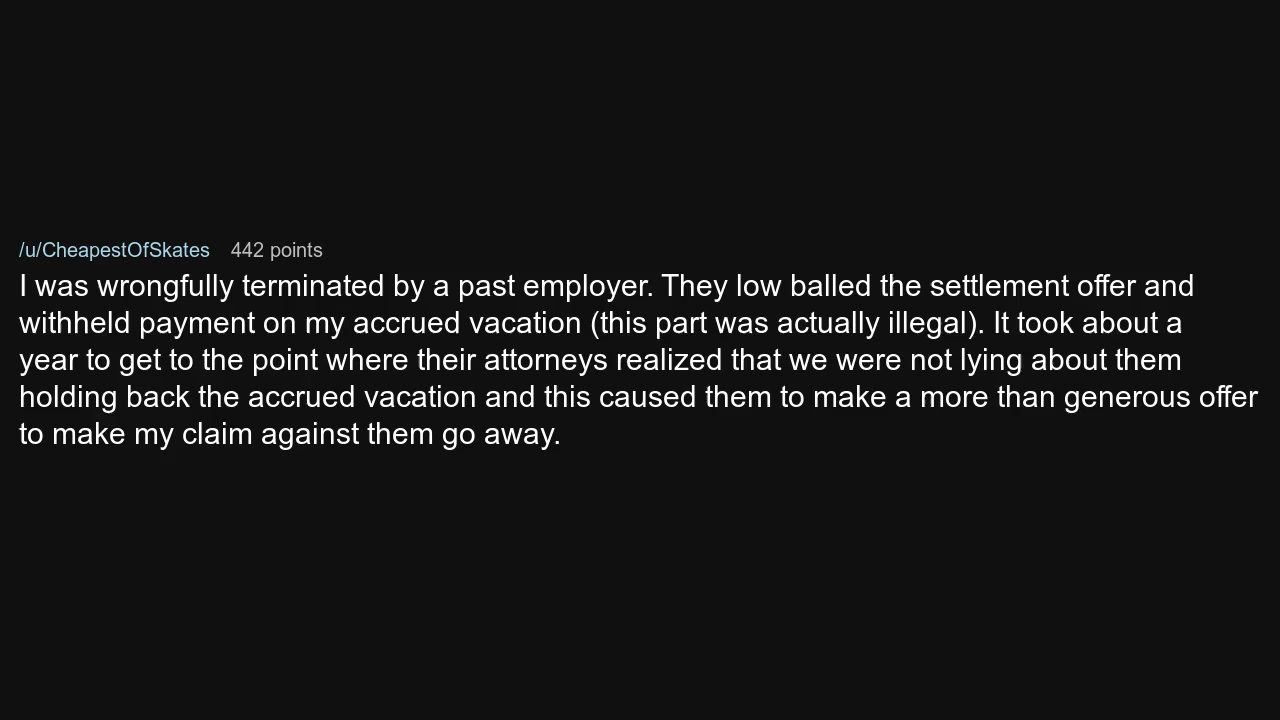 /u/CheapestOfSkates 442 points
I was wrongfully terminated by a past employer. They low balled the settlement offer and
withheld payment on my accrued vacation (this part was actually illegal). It took about a
year to get to the point where their attorneys realized that we were not lying about them
holding back the accrued vacation and this caused them to make a more than generous offer
to make my claim against them go away.